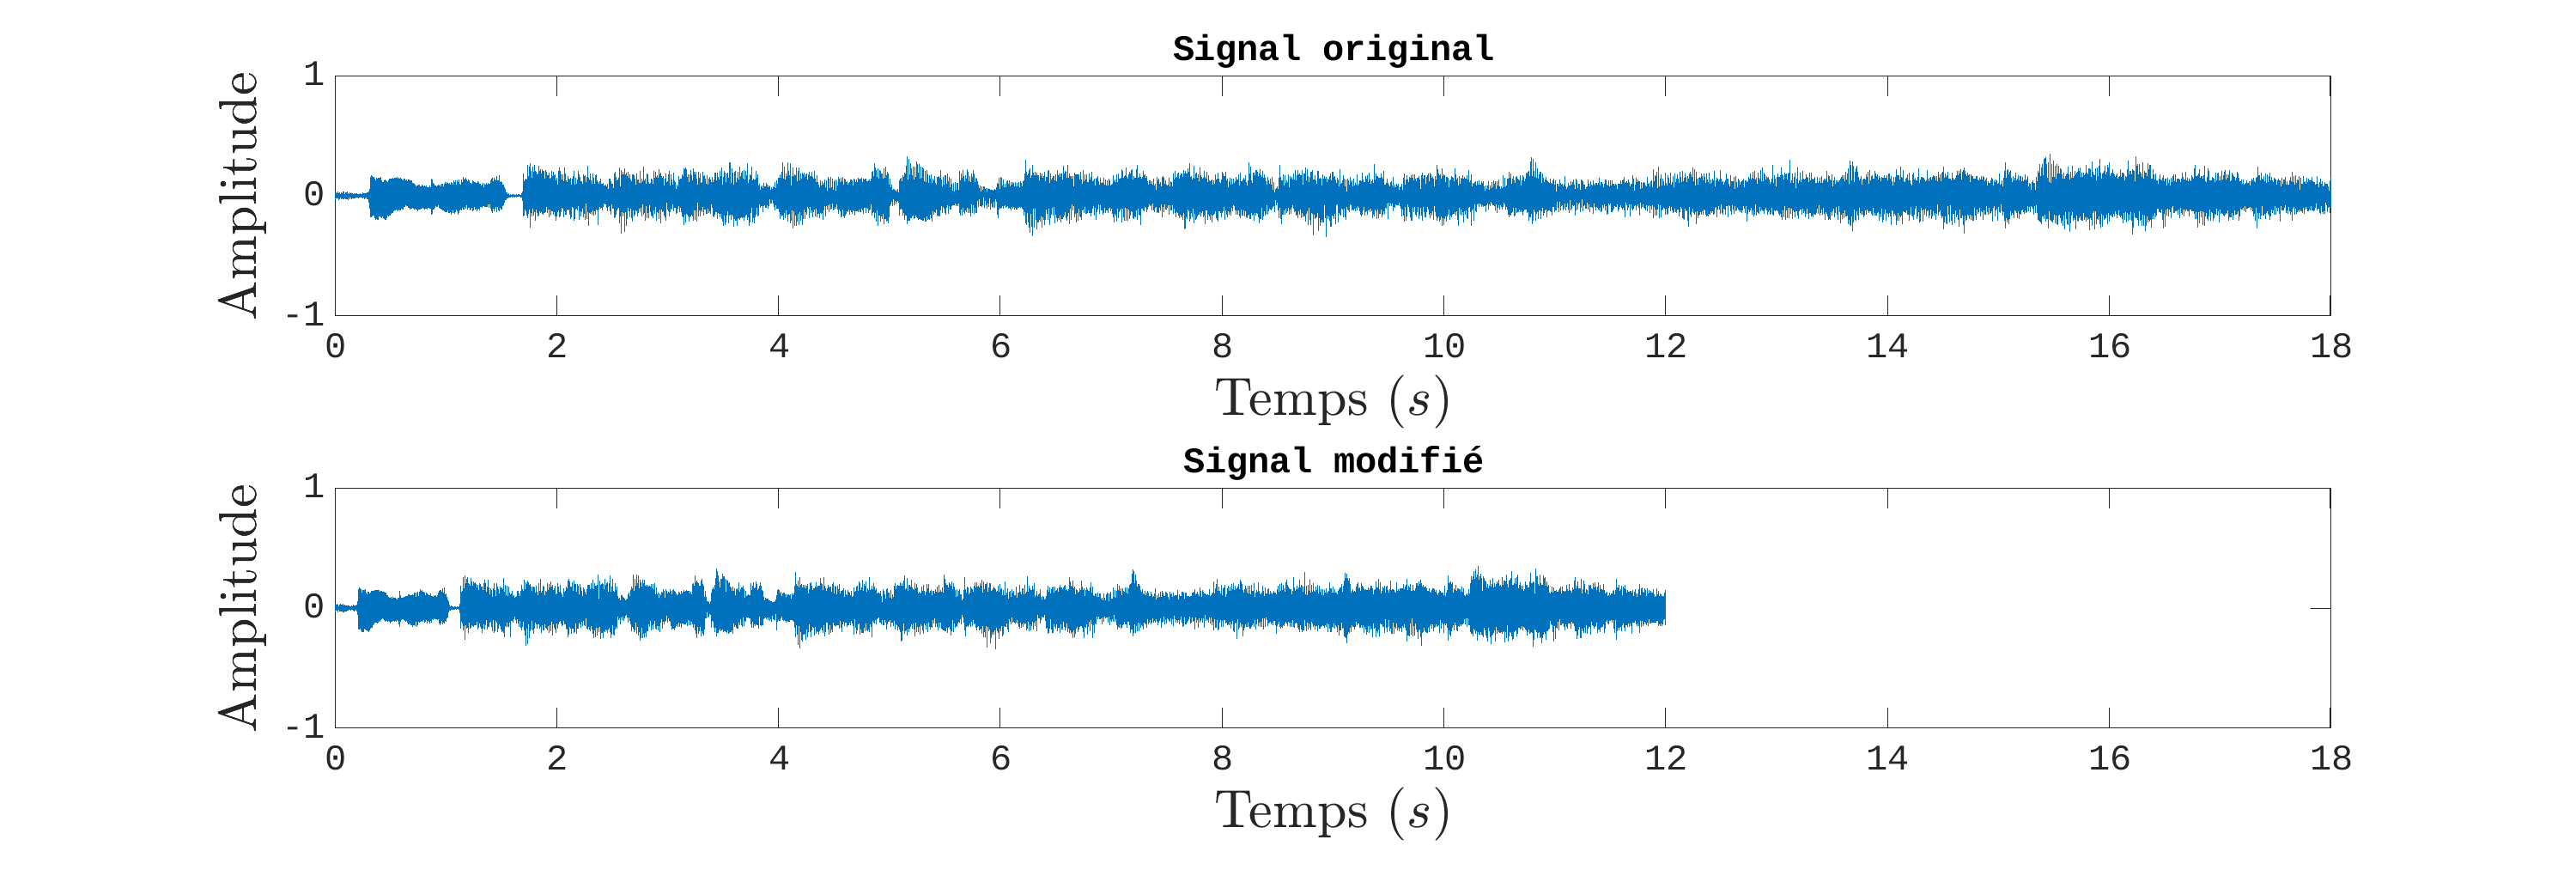 Signal original
Amplitude
1
0
-1
0 2 4 6 8 10 12 14 16 18
Temps (s)
Signal modifié
Amplitude
1
0
-1
0 2 4 6 8 10 12 14 16 18
Temps (s)